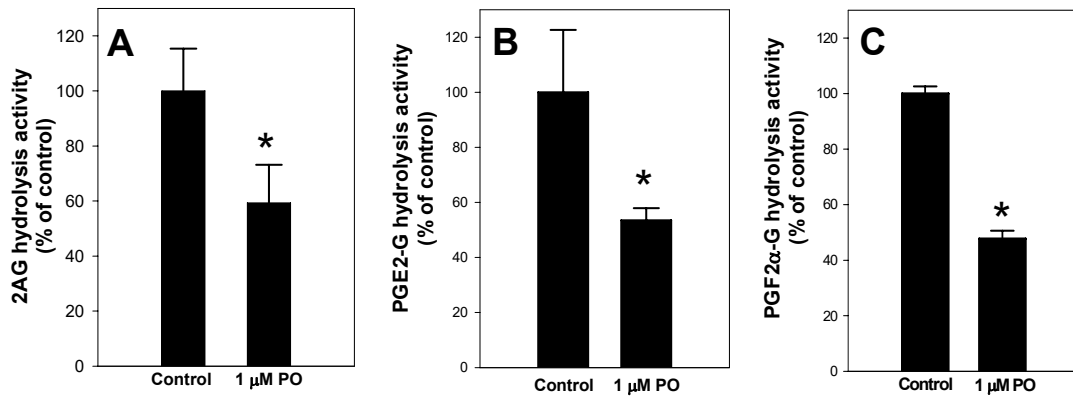 A
2AG hydrolysis activity
(% of control)
120
100
80
60
40
20
0
*
Control
1 μM PO
B
PGE2-G hydrolysis activity
(% of control)
120
100
80
60
40
20
0
*
Control
1 μM PO
C
PGF2α-G hydrolysis activity
(% of control)
120
100
80
60
40
20
0
*
Control
1 μM PO